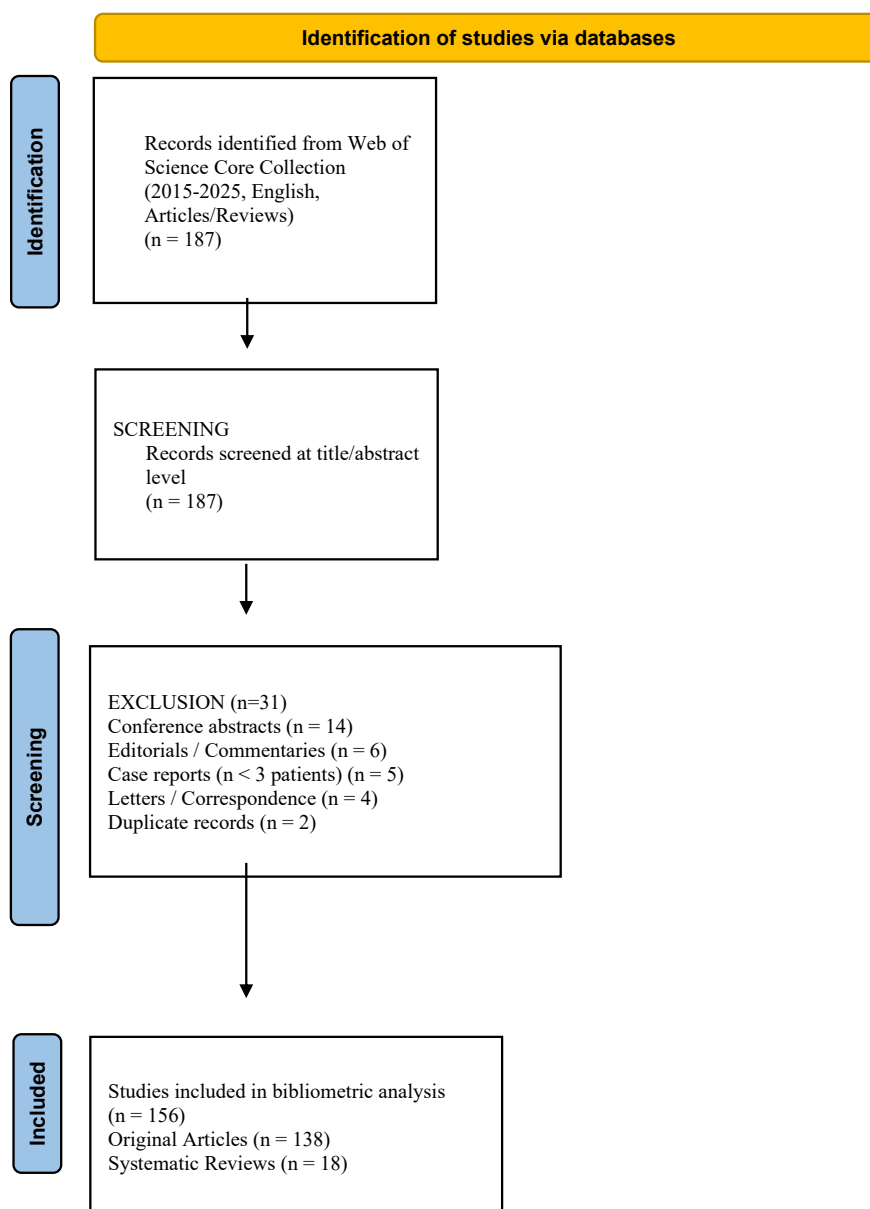 Identification of studies via databases
Identification
Records identified from Web of
Science Core Collection
(2015-2025, English,
Articles/Reviews)
(n = 187)
SCREENING
Records screened at title/abstract
level
(n = 187)
Screening
EXCLUSION (n=31)
Conference abstracts (n = 14)
Editorials / Commentaries (n = 6)
Case reports (n < 3 patients) (n = 5)
Letters / Correspondence (n = 4)
Duplicate records (n = 2)
Included
Studies included in bibliometric analysis
(n = 156)
Original Articles (n = 138)
Systematic Reviews (n = 18)